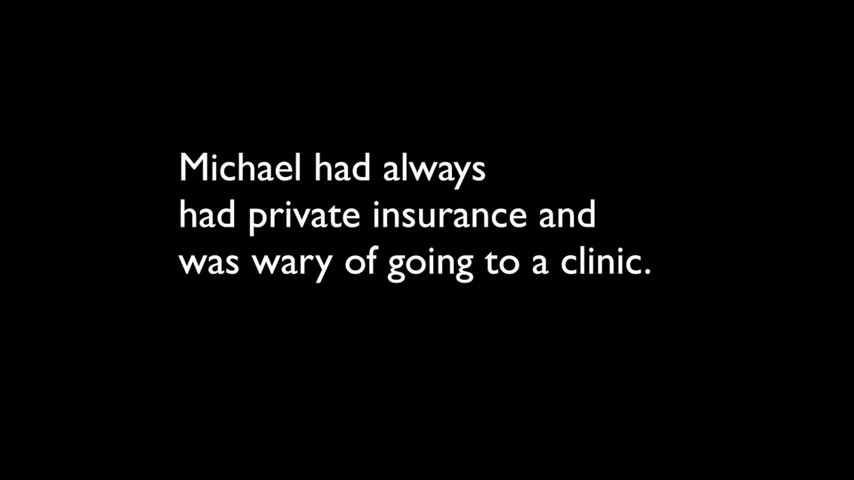 Michael had always
had private insurance and
was wary of going to a clinic.